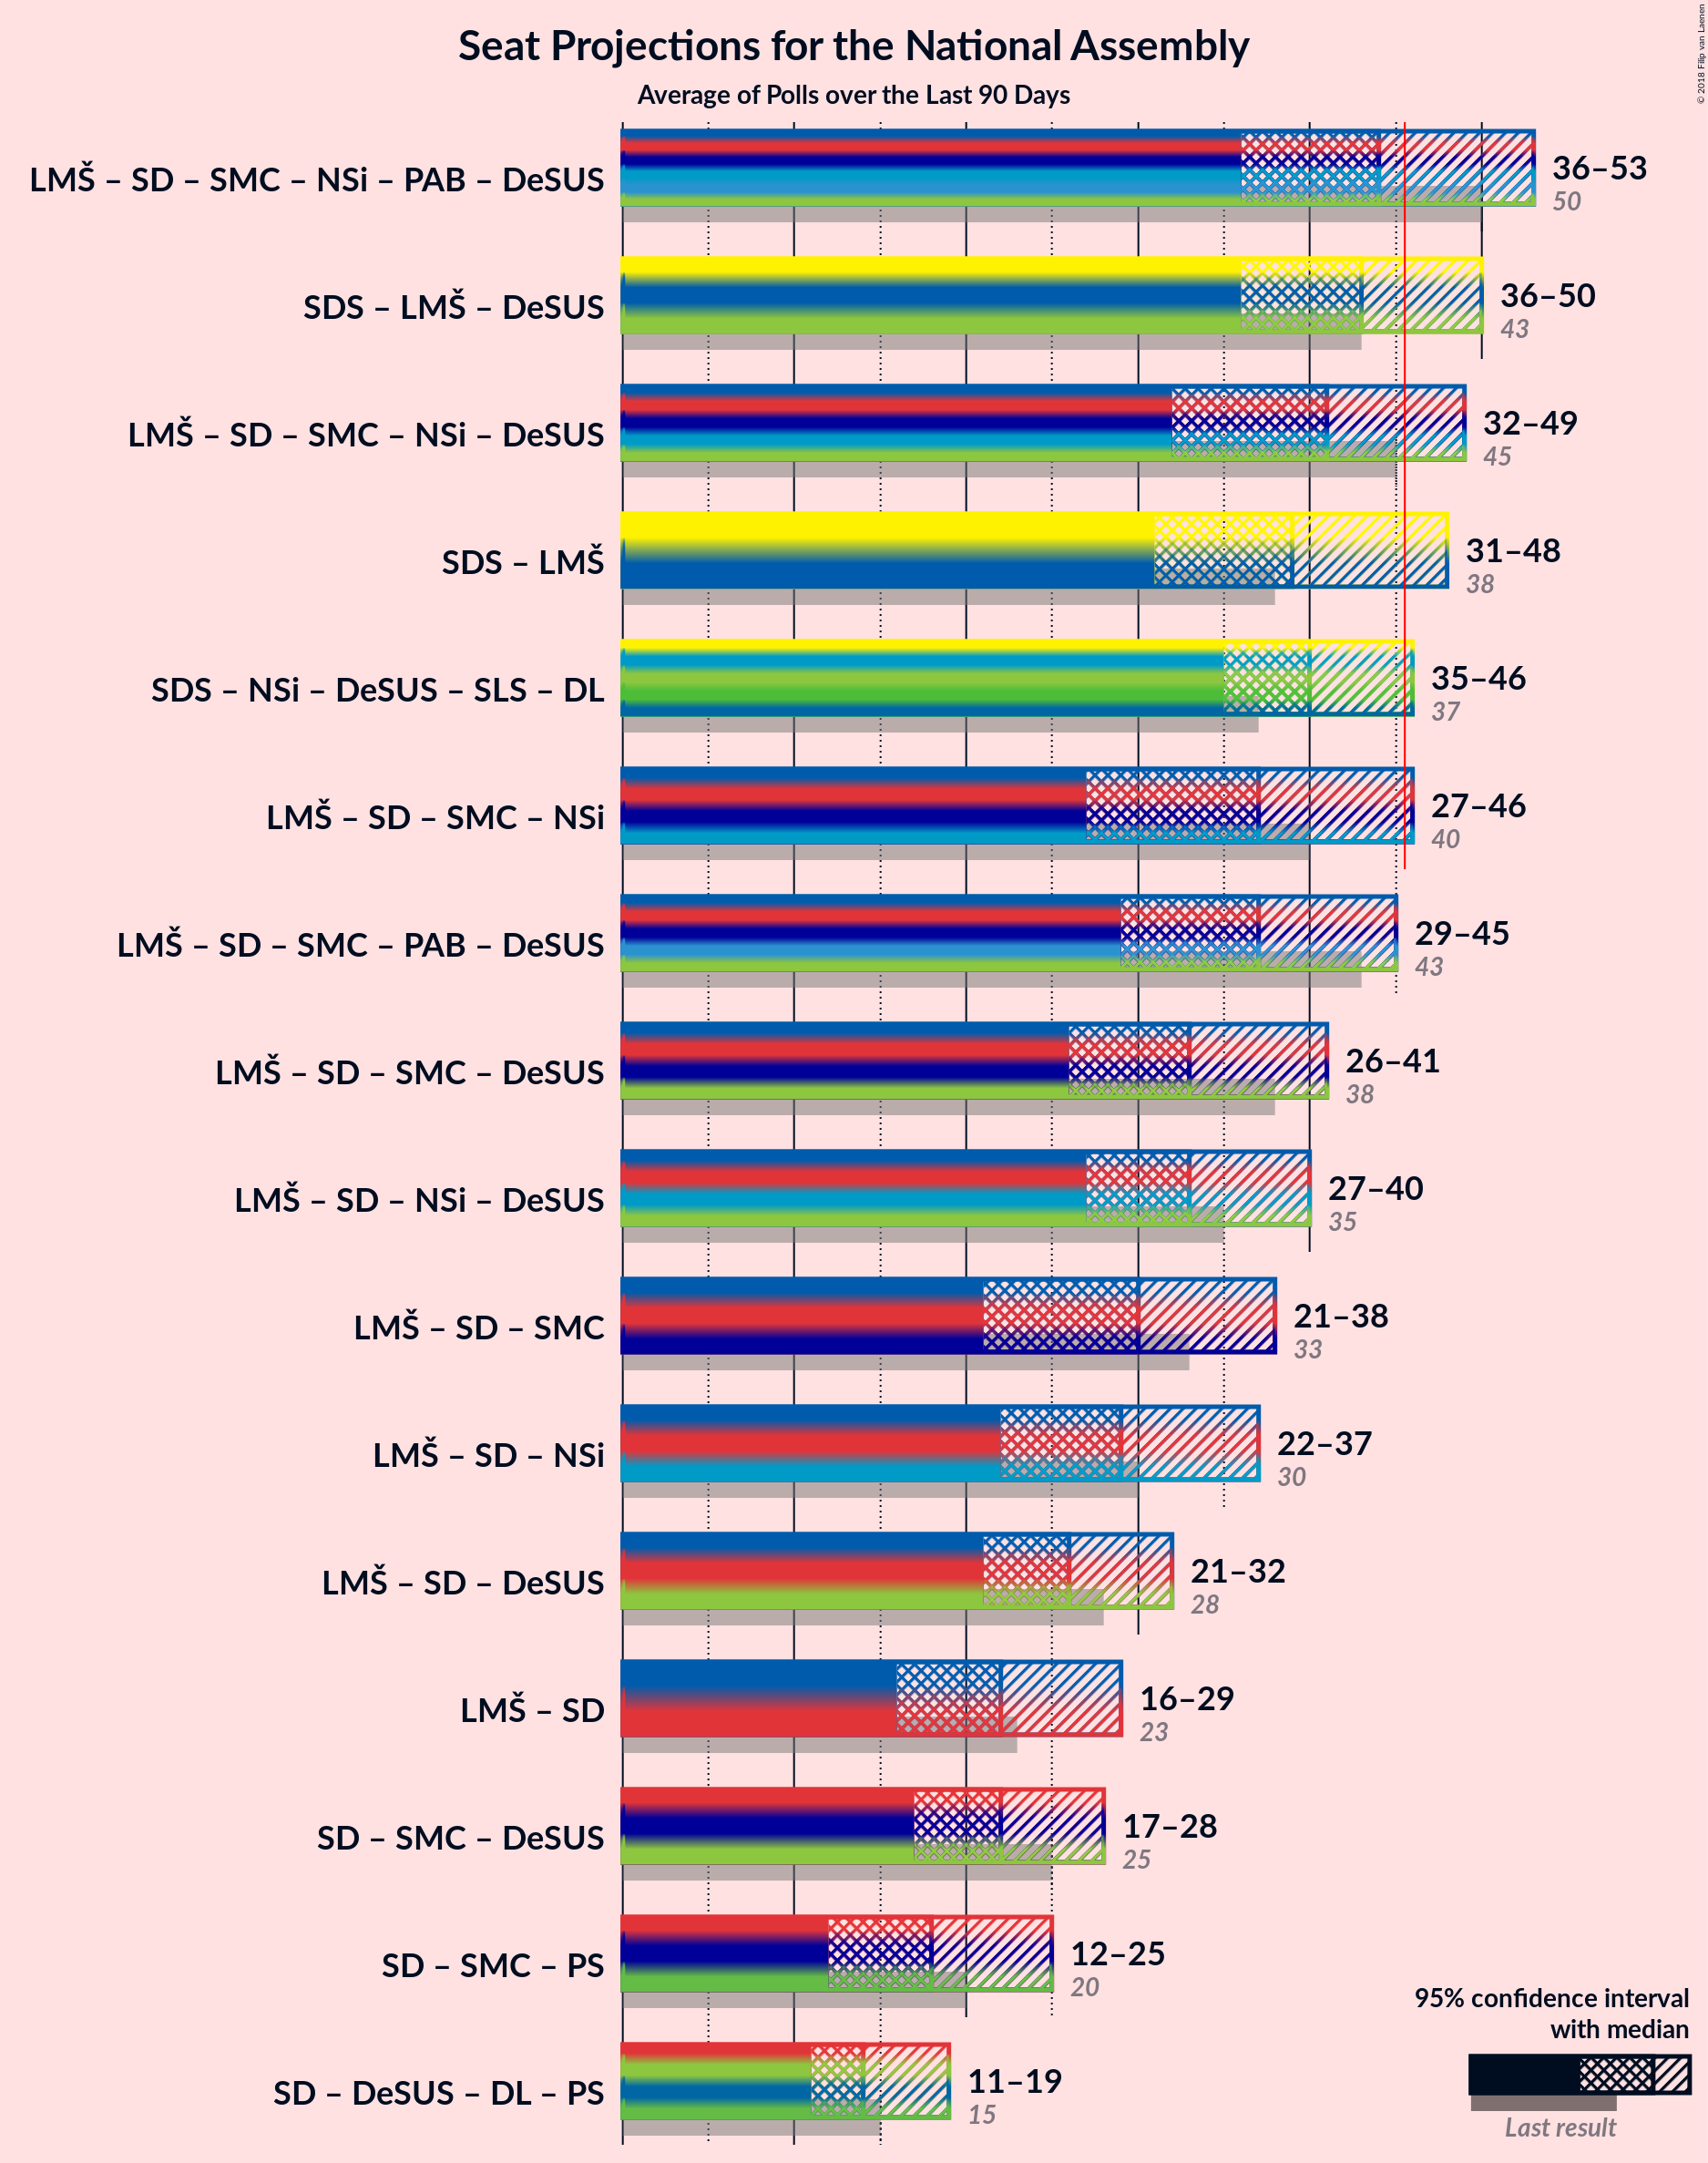 © 2018 Filip van Laenen
Seat Projections for the National Assembly
Average of Polls over the Last 90 Days
LMŠ – SD – SMC – NSi – PAB – DeSUS
36–53
50
SDS – LMŠ – DeSUS
36–50
43
LMŠ – SD – SMC – NSi – DeSUS
32–49
45
SDS – LMŠ
31–48
38
SDS – NSi – DeSUS – SLS – DL
35–46
37
LMŠ – SD – SMC – NSi
27–46
40
LMŠ – SD – SMC – PAB – DeSUS
29–45
43
LMŠ – SD – SMC – DeSUS
26–41
38
LMŠ – SD – NSi – DeSUS
27–40
35
LMŠ – SD – SMC
21–38
33
LMŠ – SD – NSi
22–37
30
LMŠ – SD – DeSUS
21–32
28
LMŠ – SD
16–29
23
SD – SMC – DeSUS
17–28
25
SD – SMC – PS
12–25
20
SD – DeSUS – DL – PS
11–19
15
95% confidence interval
with median
Last result